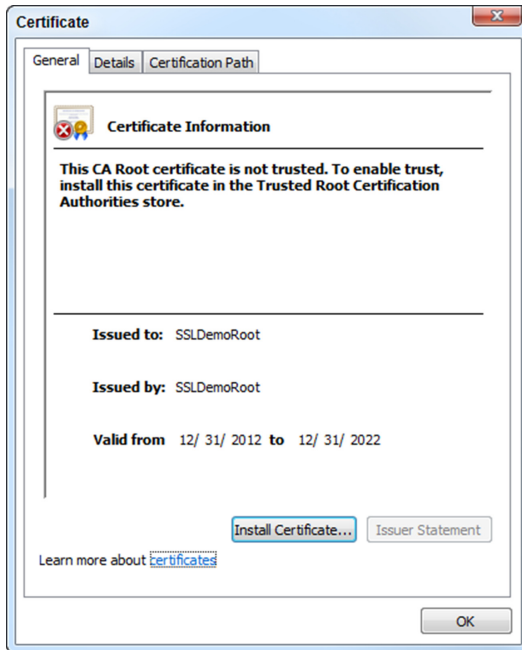 Certificate
General Details Certification Path
Certificate Information
This CA Root certificate is not trusted. To enable trust,
install this certificate in the Trusted Root Certification
Authorities store.
Issued to: SSLDemoRoot
Issued by: SSLDemoRoot
Valid from 12/ 31/ 2012 to 12/ 31/ 2022
Install Certificate... Issuer Statement
Learn more about certificates
OK